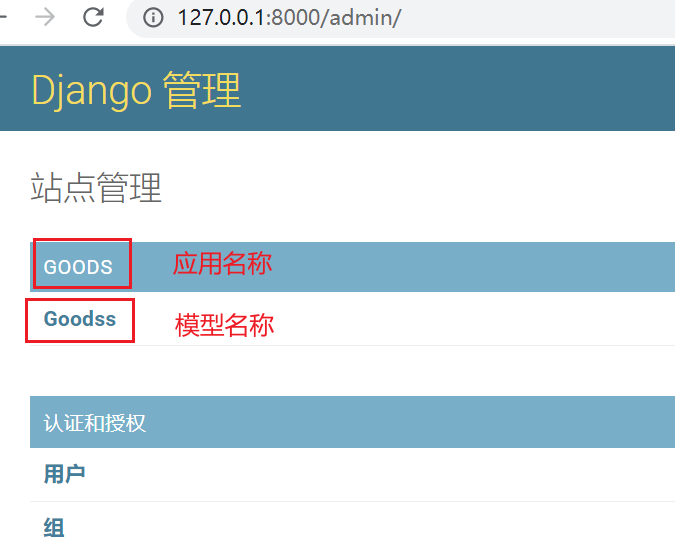 127.0.0.1:8000/admin/
Django 管理
站点管理
GOODS 应用名称
Goodss 模型名称
认证和授权
用户
组